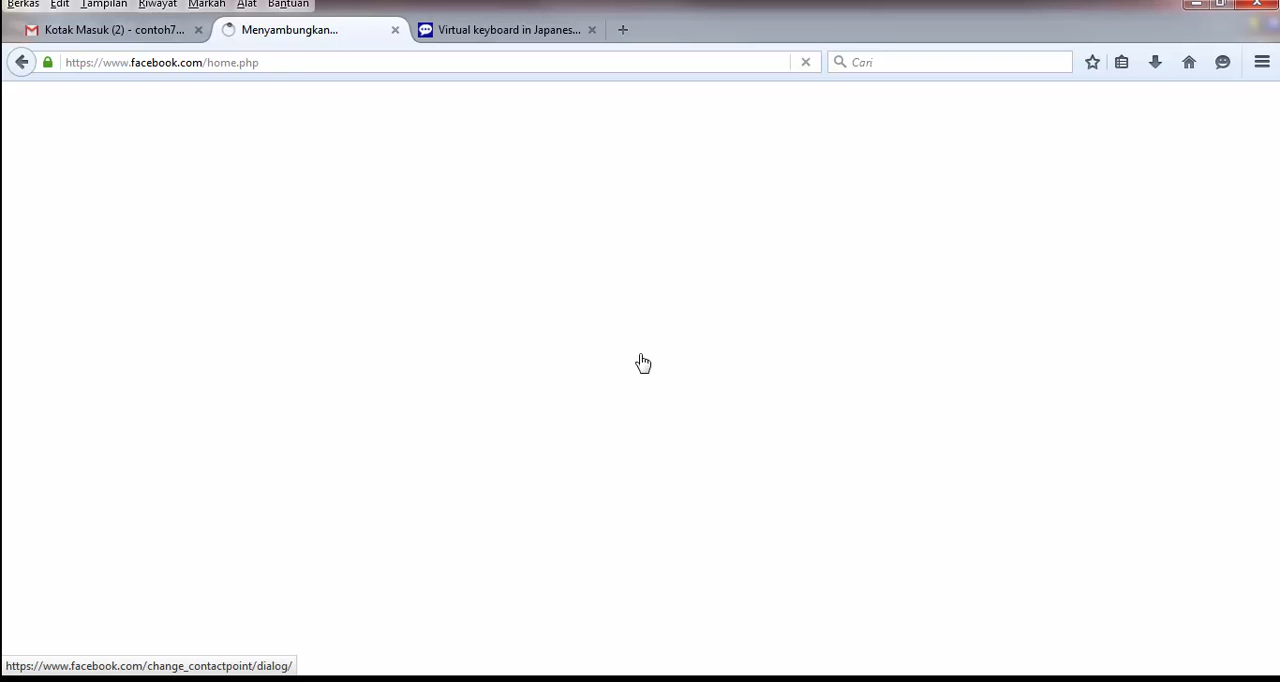 Berkas Edit Tampilan Riwayat Markah Alat Bantuan
Kotak Masuk (2) - contoh7... Menyambungkan... Virtual keyboard in Japanes...
https://www.facebook.com/home.php Cari
https://www.facebook.com/change_contactpoint/dialog/